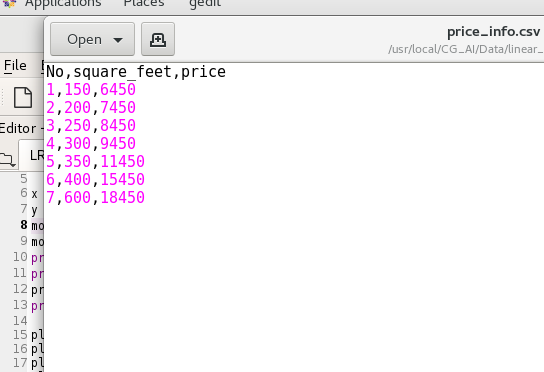 Applications Places gedit
Open
price_info.csv
/usr/local/CG_AI/Data/linear_
File
Editor -
LR
No,square_feet,price
1,150,6450
2,200,7450
3,250,8450
4,300,9450
5,350,11450
6,400,15450
7,600,18450
5
6 x
7 y
8 mo
9 mo
10 pr
11 pr
12 pr
13 pr
14
15 pl
16 pl
17 pl